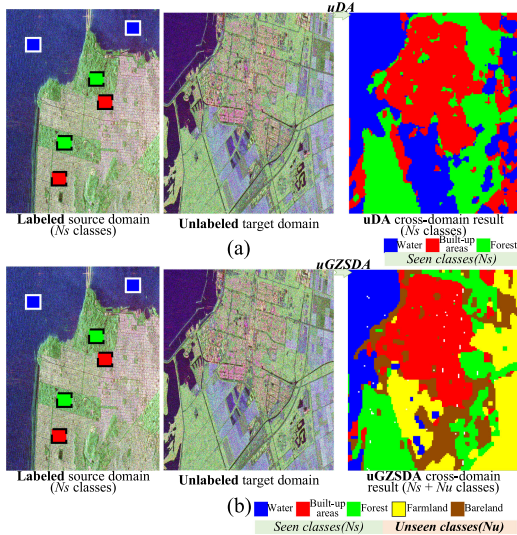 uDA
Labeled source domain
(Ns classes)
Unlabeled target domain
uDA cross-domain result
(Ns classes)
(a)
Water Built-up areas Forest
Seen classes(Ns)
uGZSDA
Labeled source domain
(Ns classes)
Unlabeled target domain
uGZSDA cross-domain
result (Ns + Nu classes)
(b)
Water Built-up areas Forest Farmland Bareland
Seen classes(Ns) Unseen classes(Nu)